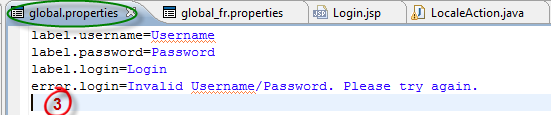 global.properties global_fr.properties Login.jsp LocaleAction.java
label.username=Username
label.password=Password
label.login=Login
error.login=Invalid Username/Password. Please try again.
3